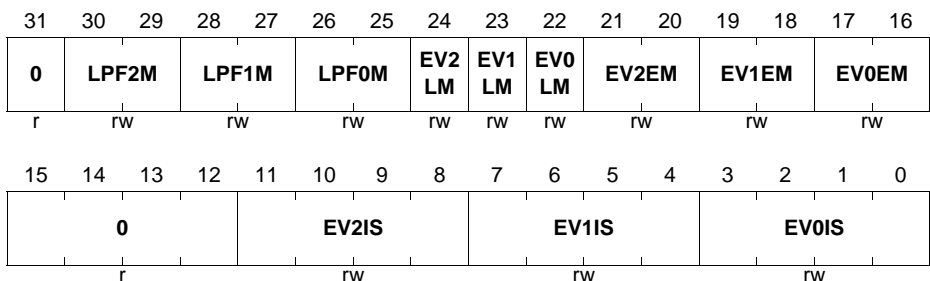 31 30 29 28 27 26 25 24 23 22 21 20 19 18 17 16
0 LPF2M LPF1M LPF0M EV2 LM EV1 LM EV0 LM EV2EM EV1EM EV0EM
r rw rw rw rw rw rw rw rw rw
15 14 13 12 11 10 9 8 7 6 5 4 3 2 1 0
0 EV2IS EV1IS EV0IS
r rw rw rw